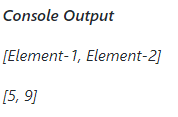 Console Output
[Element-1, Element-2]
[5, 9]